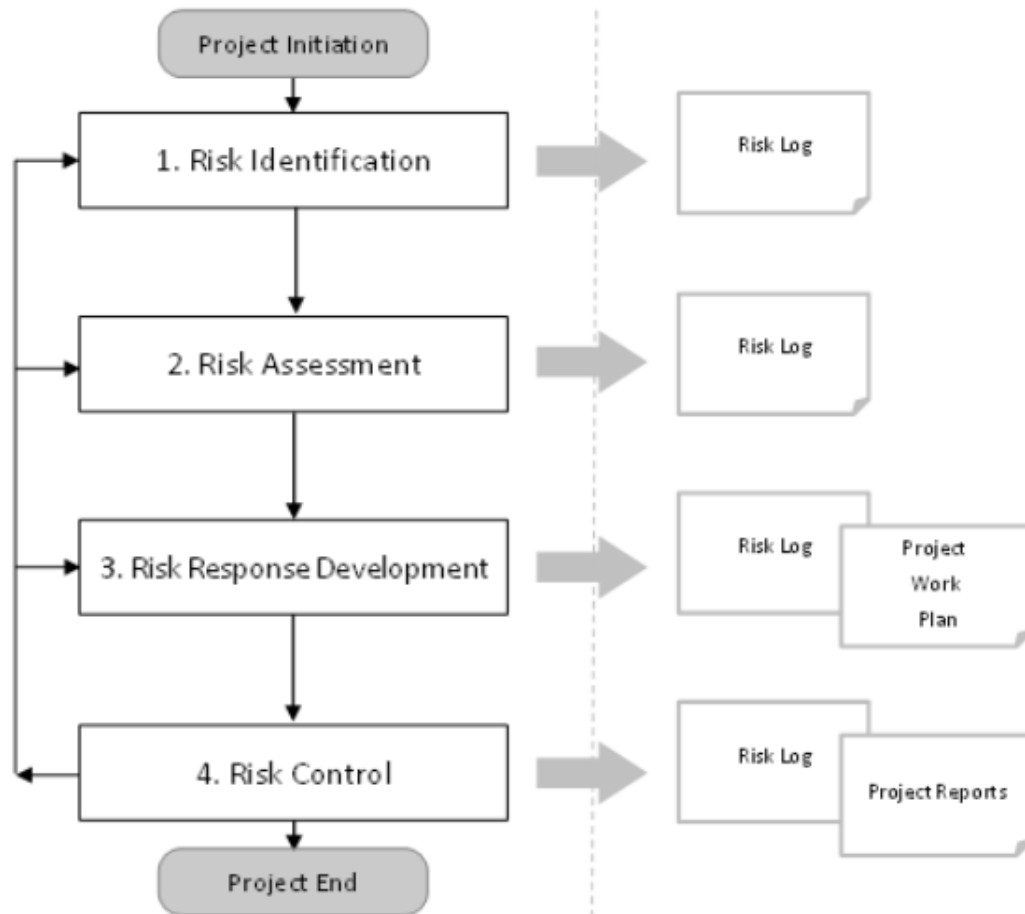 Project Initiation
1. Risk Identification
Risk Log
2. Risk Assessment
Risk Log
3. Risk Response Development
Risk Log
Project
Work
Plan
4. Risk Control
Risk Log
Project Reports
Project End